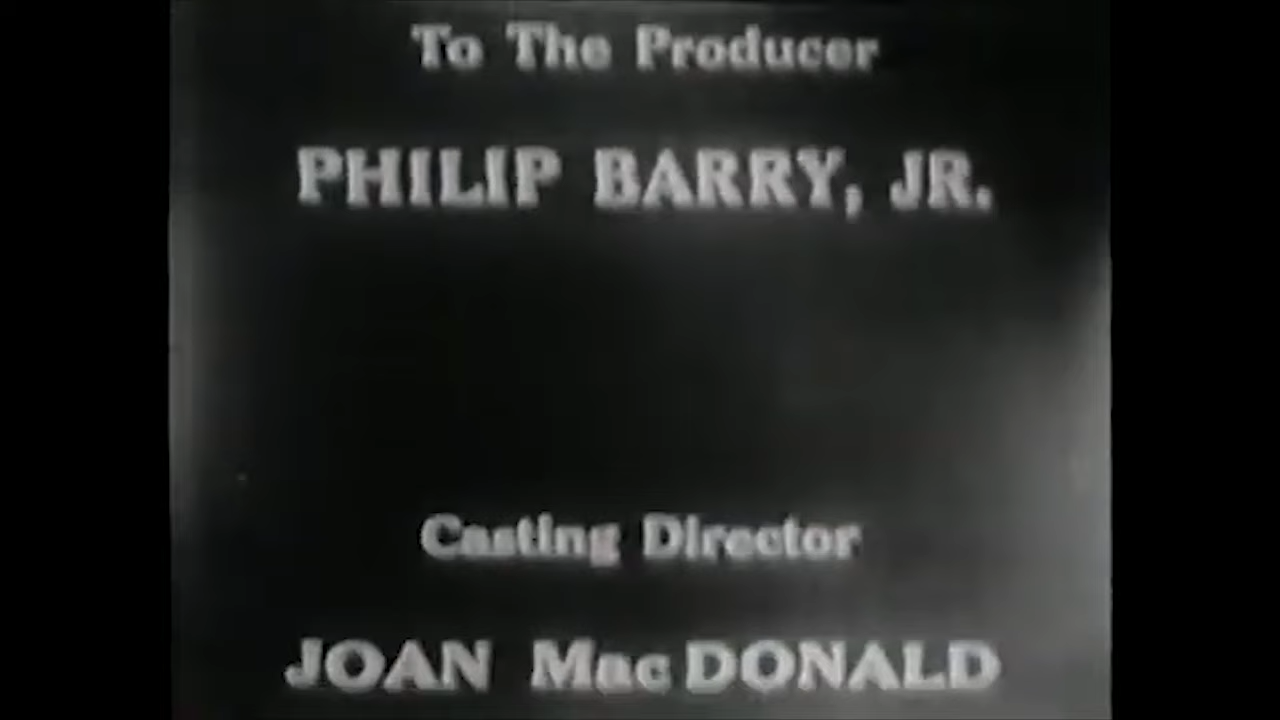 To The Producer
PHILIP BARRY, JR.
Casting Director
JOAN MacDONALD